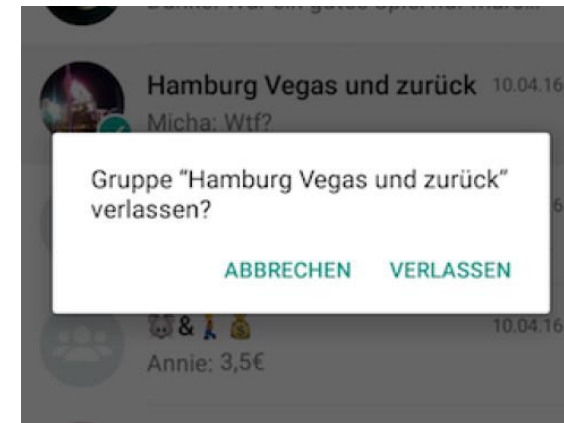 Hamburg Vegas und zurück 10.04.16
Micha: Wtf?
Gruppe "Hamburg Vegas und zurück"
verlassen?
ABBRECHEN VERLASSEN
& 10.04.16
Annie: 3,5€